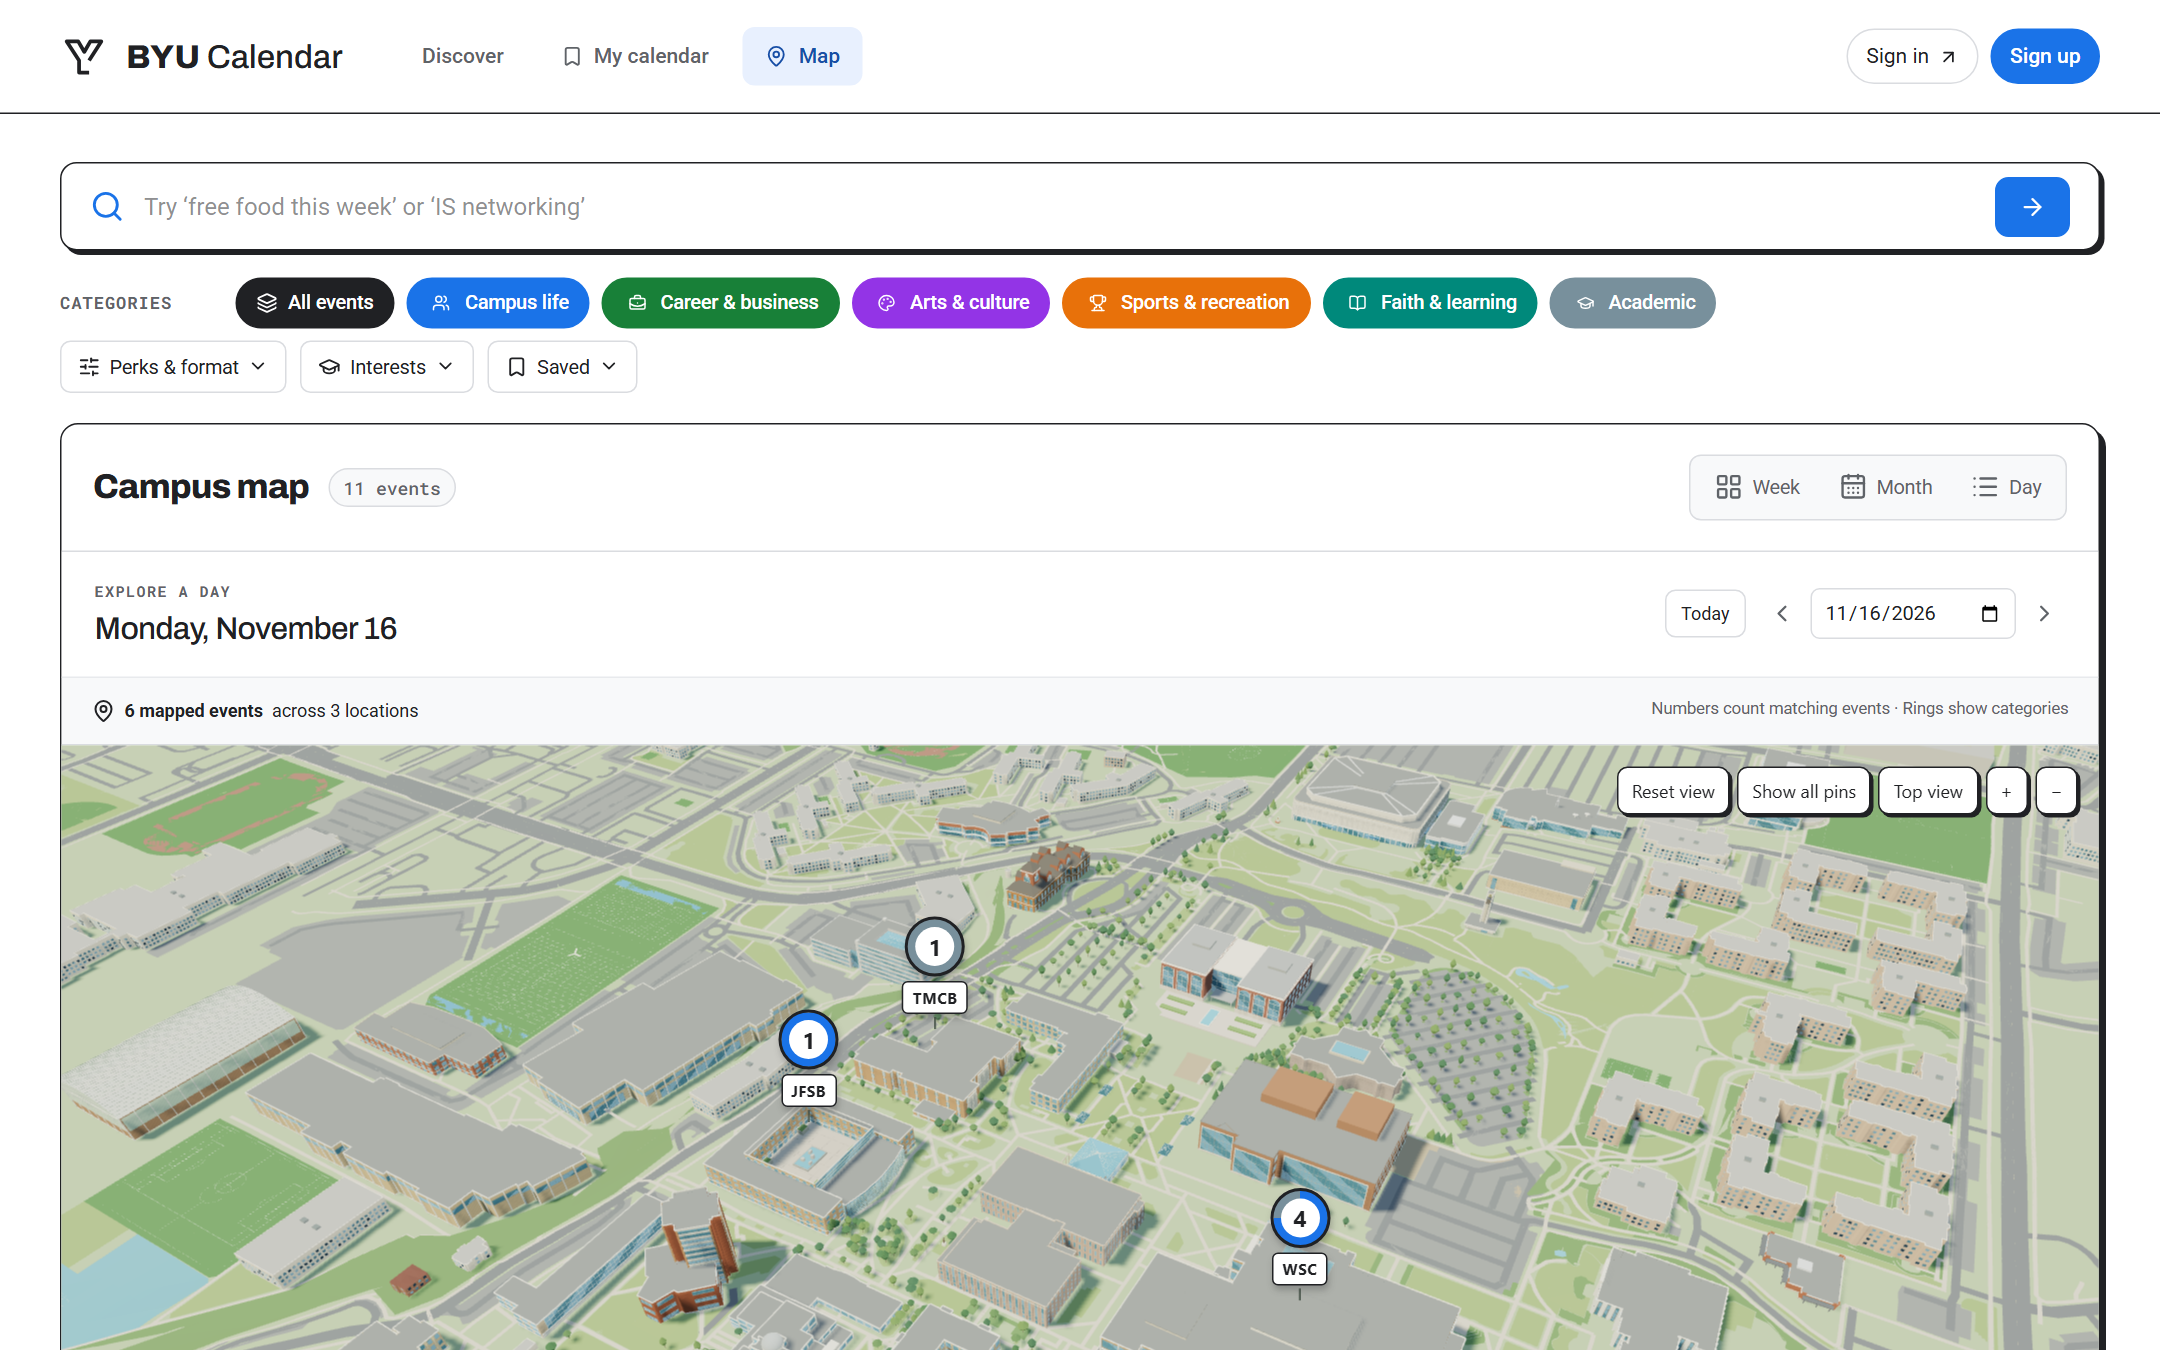 BYU Calendar
Discover
My calendar
Map
Sign in
Sign up
Try ‘free food this week’ or ‘IS networking’
CATEGORIES
All events
Campus life
Career & business
Arts & culture
Sports & recreation
Faith & learning
Academic
Perks & format
Interests
Saved
Campus map
11 events
Week
Month
Day
EXPLORE A DAY
Monday, November 16
Today
11/16/2026
6 mapped events across 3 locations
Numbers count matching events · Rings show categories
Reset view
Show all pins
Top view
+
−
1
TMCB
1
JFSB
4
WSC